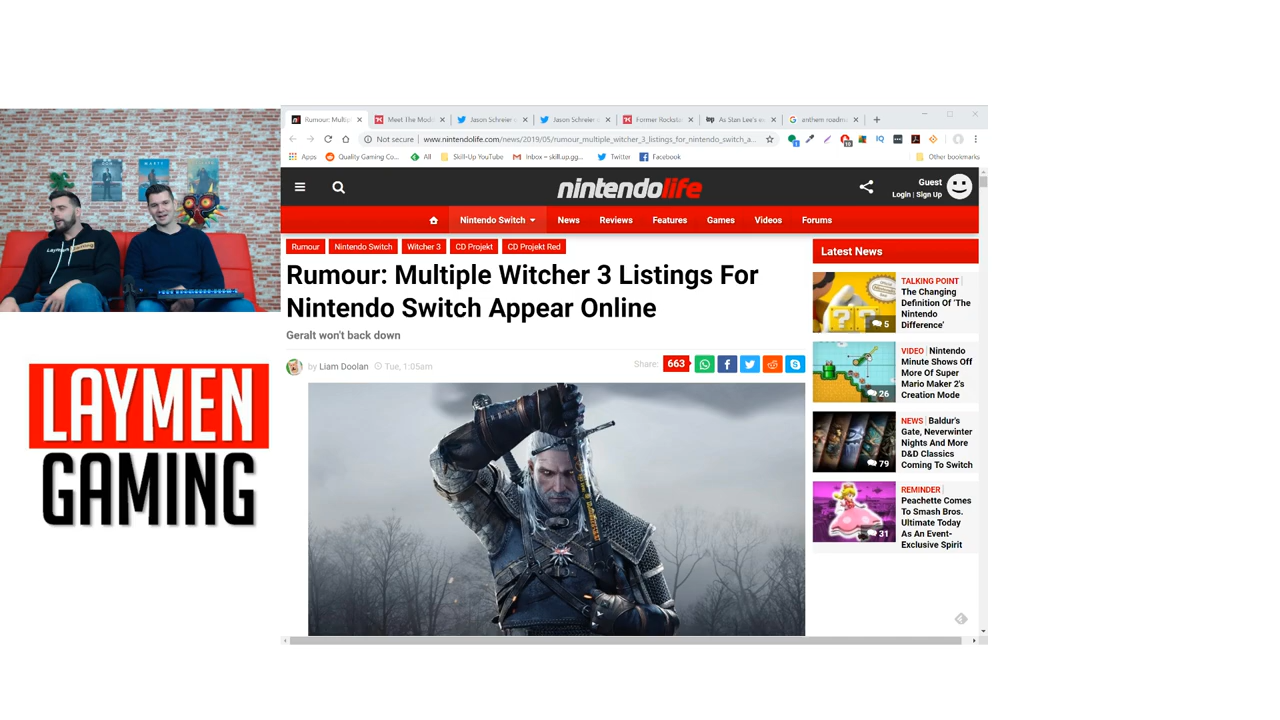 Rumour: Multip
Meet The Mod
Jason Schreier
Jason Schreier
Former Rocksta
As Stan Lee's e
anthem roadm
Not secure | www.nintendolife.com/news/2019/05/rumour_multiple_witcher_3_listings_for_nintendo_switch_a...
Apps
Quality Gaming Co...
All
Skill-Up YouTube
Inbox – skill.up.gg...
Twitter
Facebook
Other bookmarks
nintendolife
Guest
Login | Sign Up
Nintendo Switch
News
Reviews
Features
Games
Videos
Forums
Rumour
Nintendo Switch
Witcher 3
CD Projekt
CD Projekt Red
Rumour: Multiple Witcher 3 Listings For
Nintendo Switch Appear Online
Geralt won't back down
by Liam Doolan Tue, 1:05am
Share: 663
Latest News
TALKING POINT
The Changing
Definition Of 'The
Nintendo
Difference'
5
VIDEO Nintendo
Minute Shows Off
More Of Super
Mario Maker 2's
Creation Mode
26
NEWS Baldur's
Gate, Neverwinter
Nights And More
D&D Classics
Coming To Switch
79
REMINDER
Peachette Comes
To Smash Bros.
Ultimate Today
As An Event-
Exclusive Spirit
31
LAYMEN
GAMING